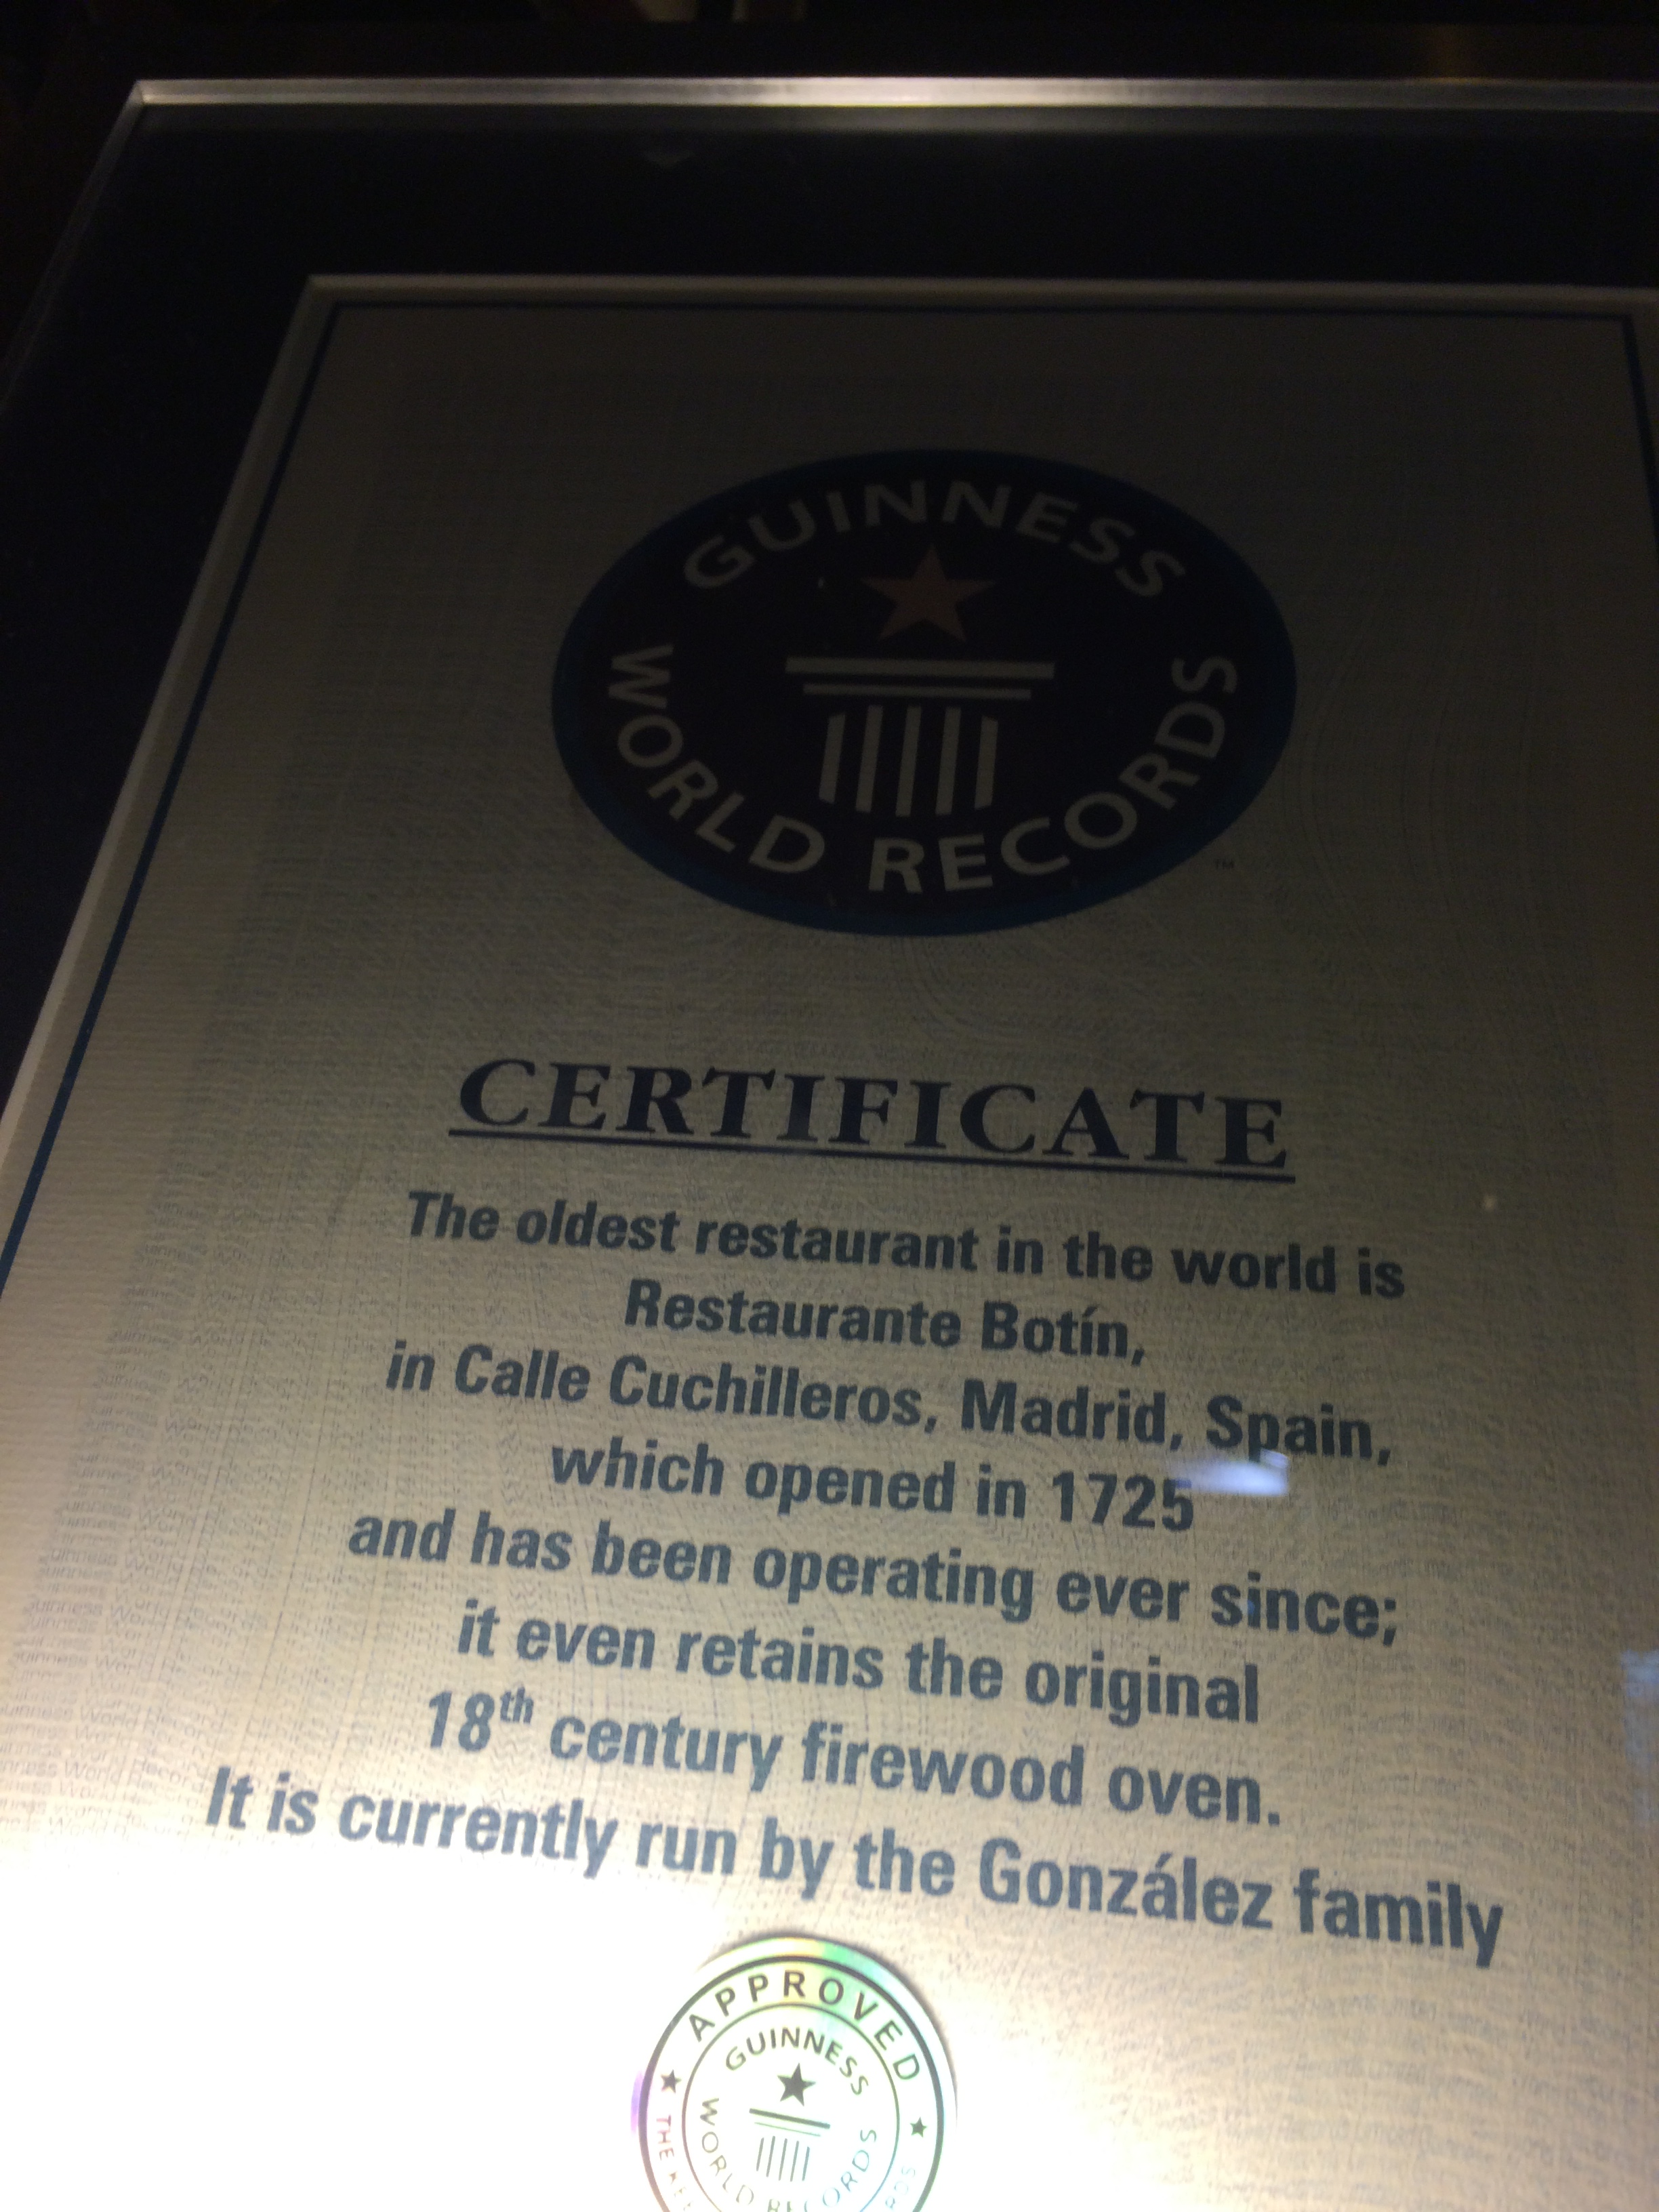 GUINNESS
WORLD RECORDS
TM
CERTIFICATE
The oldest restaurant in the world is
Restaurante Botín,
in Calle Cuchilleros, Madrid, Spain,
which opened in 1725
and has been operating ever since;
it even retains the original
18th century firewood oven.
It is currently run by the González family
APPROVED
GUINNESS
WORLD RECORDS
THE